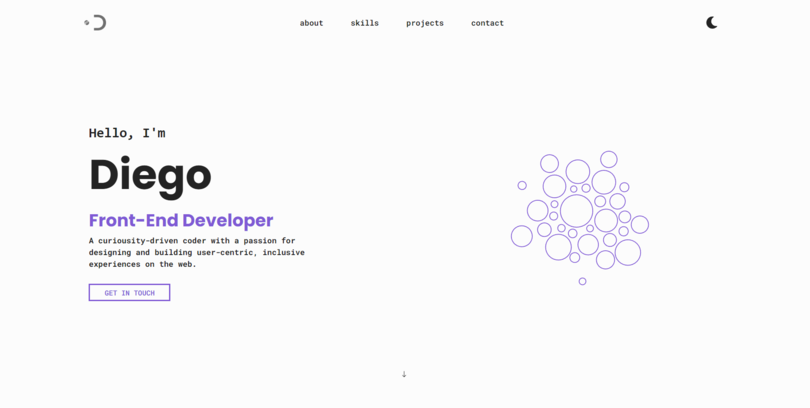 about skills projects contact
Hello, I'm
Diego
Front-End Developer
A curiosity-driven coder with a passion for
designing and building user-centric, inclusive
experiences on the web.
GET IN TOUCH